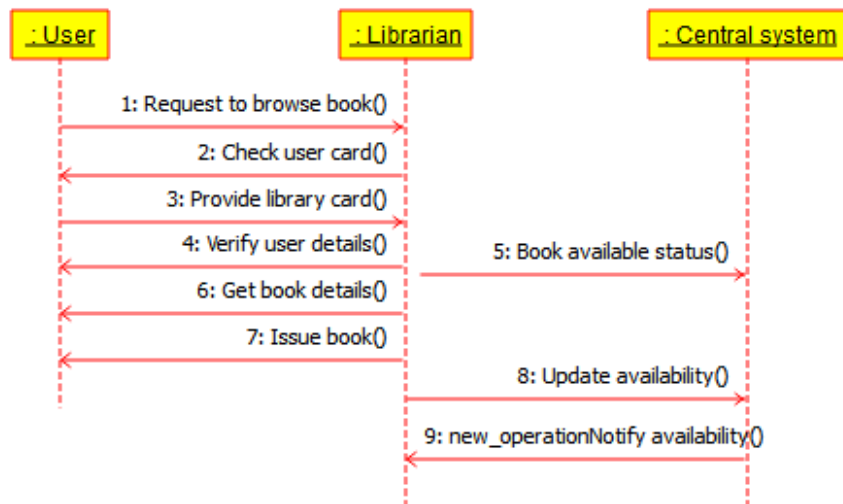 : User
: Librarian
: Central system
1: Request to browse book()
2: Check user card()
3: Provide library card()
4: Verify user details()
5: Book available status()
6: Get book details()
7: Issue book()
8: Update availability()
9: new_operationNotify availability()